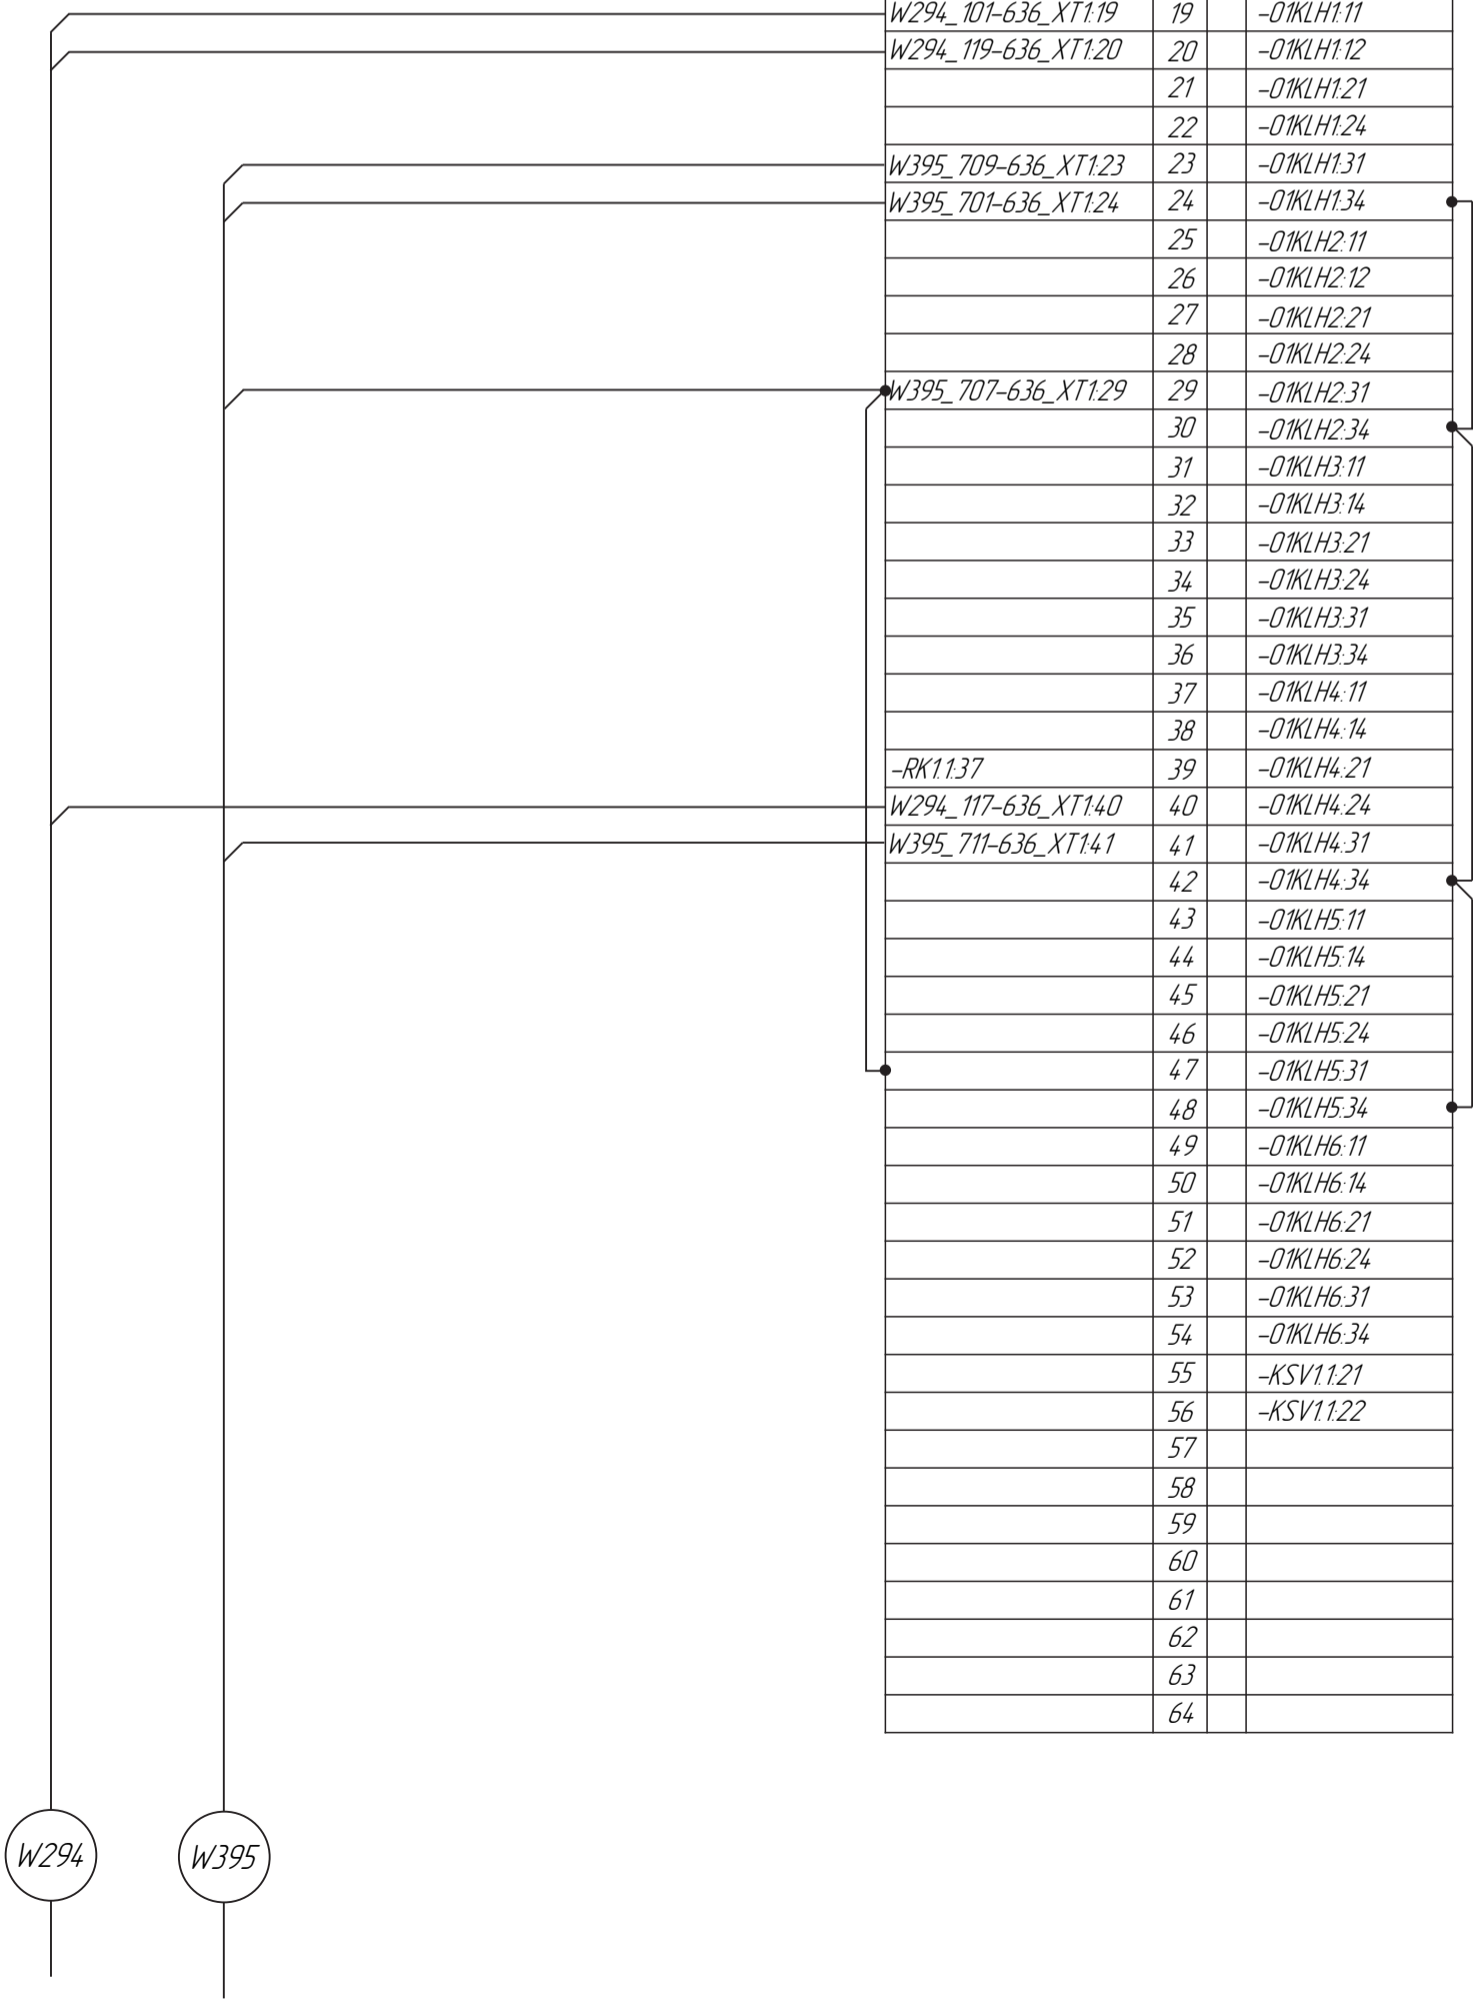 W294_101-636_XT1:19 19 -01KLH1:11
W294_119-636_XT1:20 20 -01KLH1:12
21 -01KLH1:21
22 -01KLH1:24
W395_709-636_XT1:23 23 -01KLH1:31
W395_701-636_XT1:24 24 -01KLH1:34
25 -01KLH2:11
26 -01KLH2:12
27 -01KLH2:21
28 -01KLH2:24
W395_707-636_XT1:29 29 -01KLH2:31
30 -01KLH2:34
31 -01KLH3:11
32 -01KLH3:14
33 -01KLH3:21
34 -01KLH3:24
35 -01KLH3:31
36 -01KLH3:34
37 -01KLH4:11
38 -01KLH4:14
-RK1.1:37 39 -01KLH4:21
W294_117-636_XT1:40 40 -01KLH4:24
W395_711-636_XT1:41 41 -01KLH4:31
42 -01KLH4:34
43 -01KLH5:11
44 -01KLH5:14
45 -01KLH5:21
46 -01KLH5:24
47 -01KLH5:31
48 -01KLH5:34
49 -01KLH6:11
50 -01KLH6:14
51 -01KLH6:21
52 -01KLH6:24
53 -01KLH6:31
54 -01KLH6:34
55 -KSV1.1:21
56 -KSV1.1:22
57
58
59
60
61
62
63
64
W294 W395